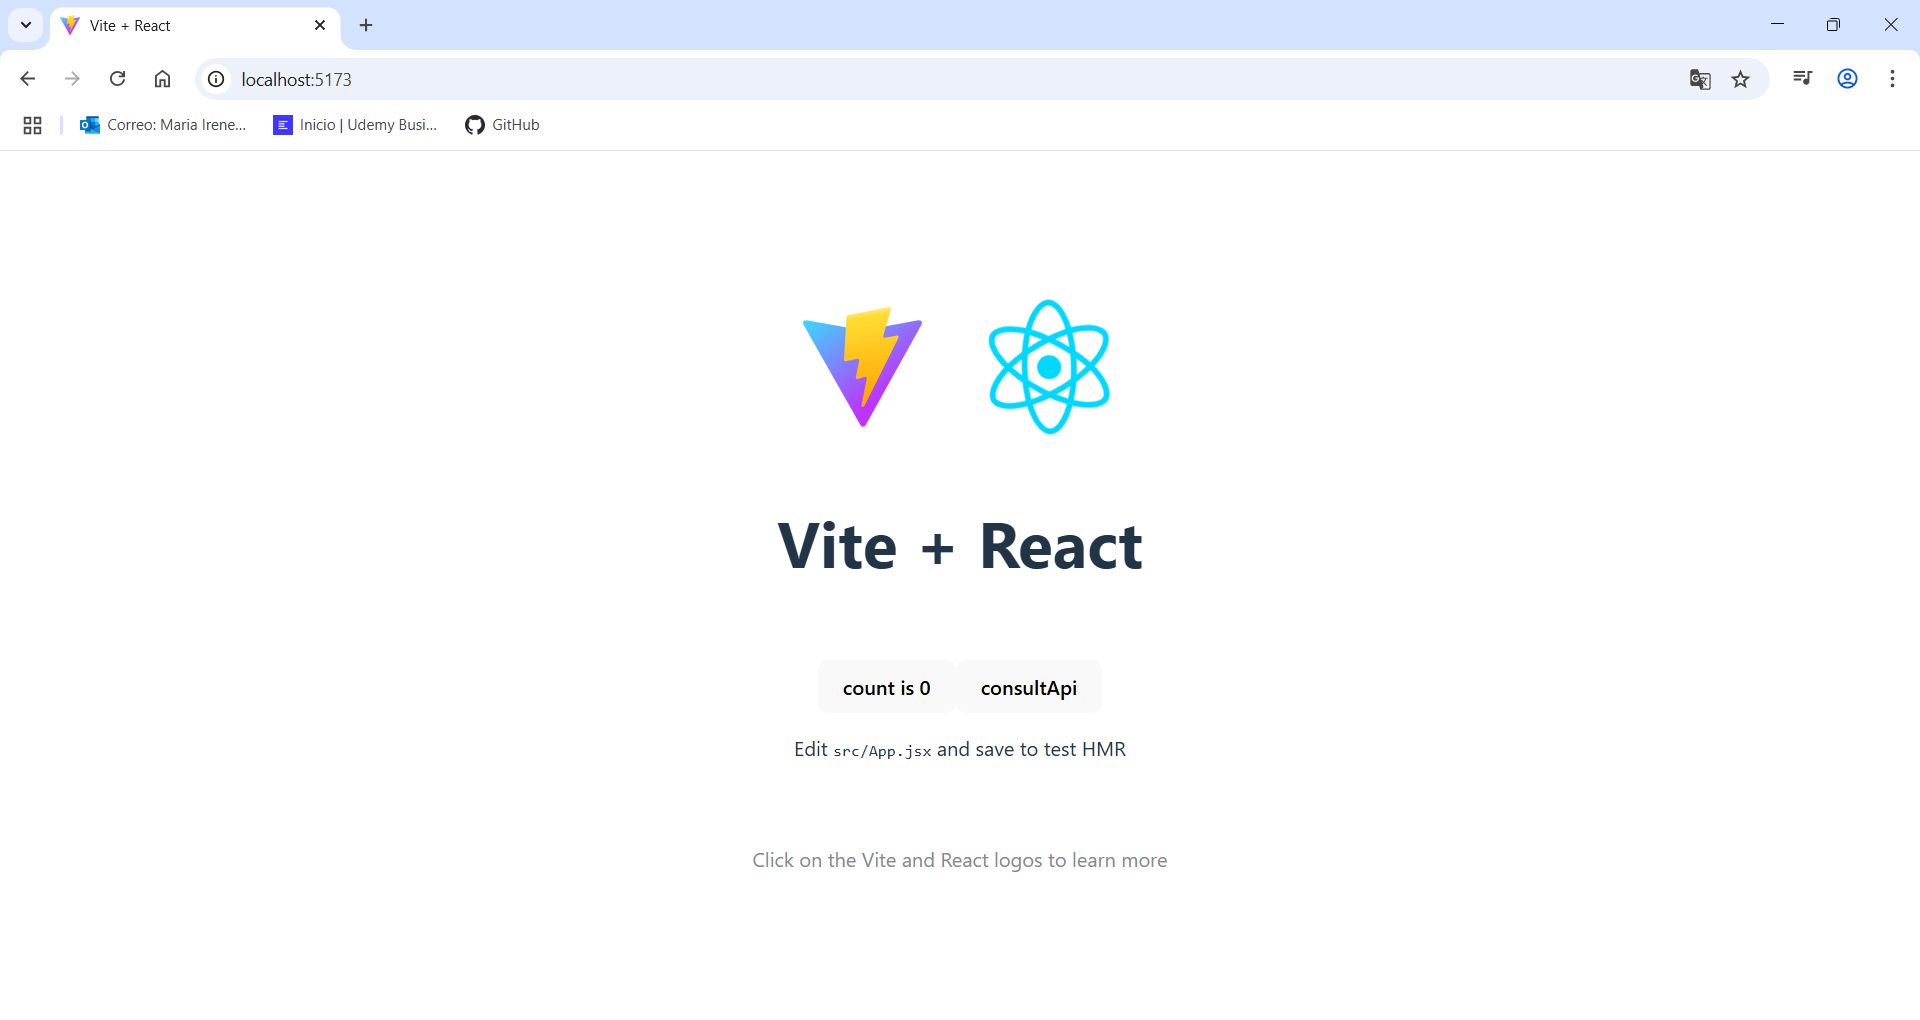 Vite + React
localhost:5173
Correo: Maria Irene...
Inicio | Udemy Busi...
GitHub
Vite + React
count is 0
consultApi
Edit src/App.jsx and save to test HMR
Click on the Vite and React logos to learn more